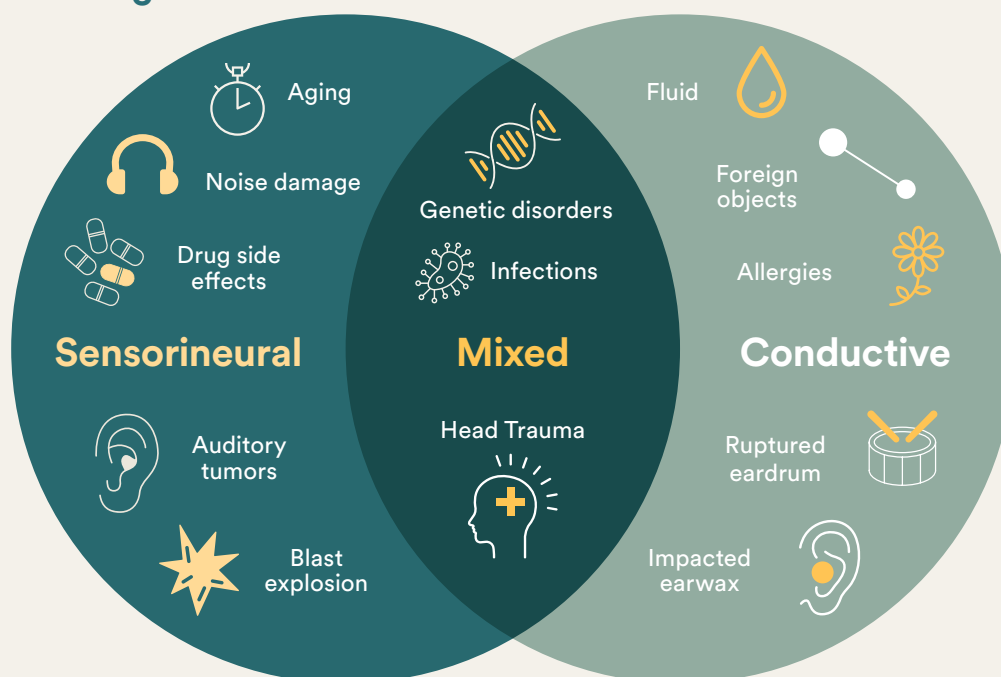 Aging
Noise damage
Drug side
effects
Sensorineural
Auditory
tumors
Blast
explosion
Genetic disorders
Infections
Mixed
Head Trauma
Fluid
Foreign
objects
Allergies
Conductive
Ruptured
eardrum
Impacted
earwax